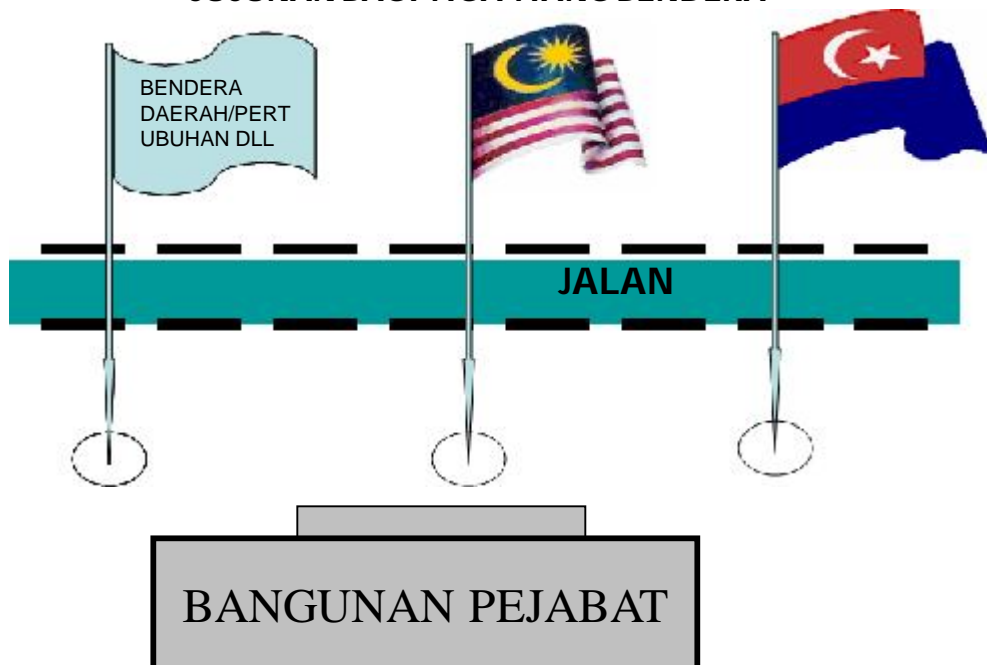 BENDERA
DAERAH/PERT
UBUHAN DLL
JALAN
BANGUNAN PEJABAT